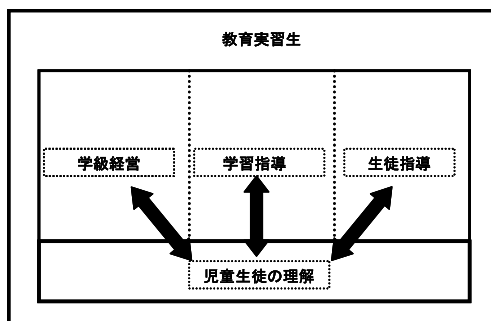 教育実習生
学級経営
学習指導
生徒指導
児童生徒の理解